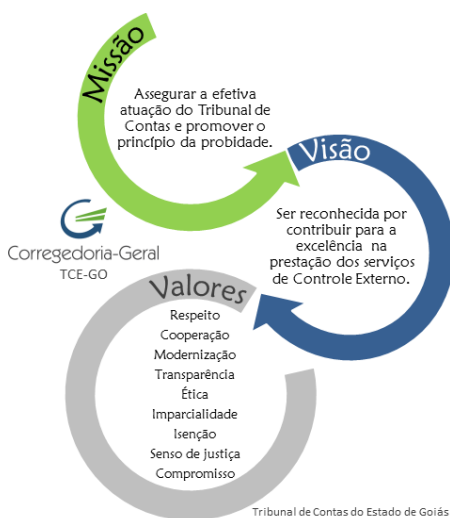 Missão
Assegurar a efetiva
atuação do Tribunal de
Contas e promover o
princípio da probidade.
Visão
Ser reconhecida por
contribuir para a
excelência na
prestação dos serviços
de Controle Externo.
Corregedoria-Geral
TCE-GO
Valores
Respeito
Cooperação
Modernização
Transparência
Ética
Imparcialidade
Isenção
Senso de justiça
Compromisso
Tribunal de Contas do Estado de Goiás